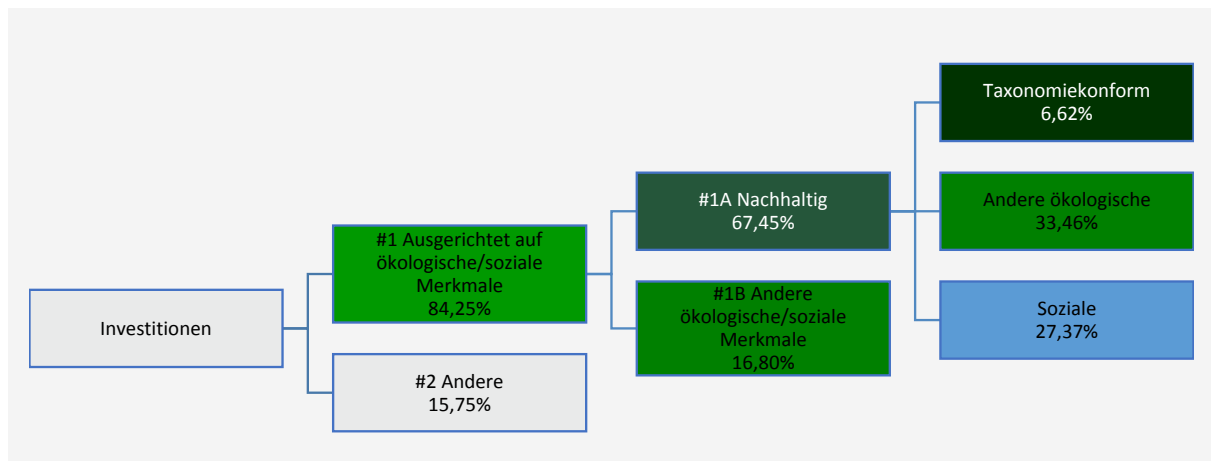 Investitionen
#1 Ausgerichtet auf
ökologische/soziale
Merkmale
84,25%
#2 Andere
15,75%
#1A Nachhaltig
67,45%
#1B Andere
ökologische/soziale
Merkmale
16,80%
Taxonomiekonform
6,62%
Andere ökologische
33,46%
Soziale
27,37%